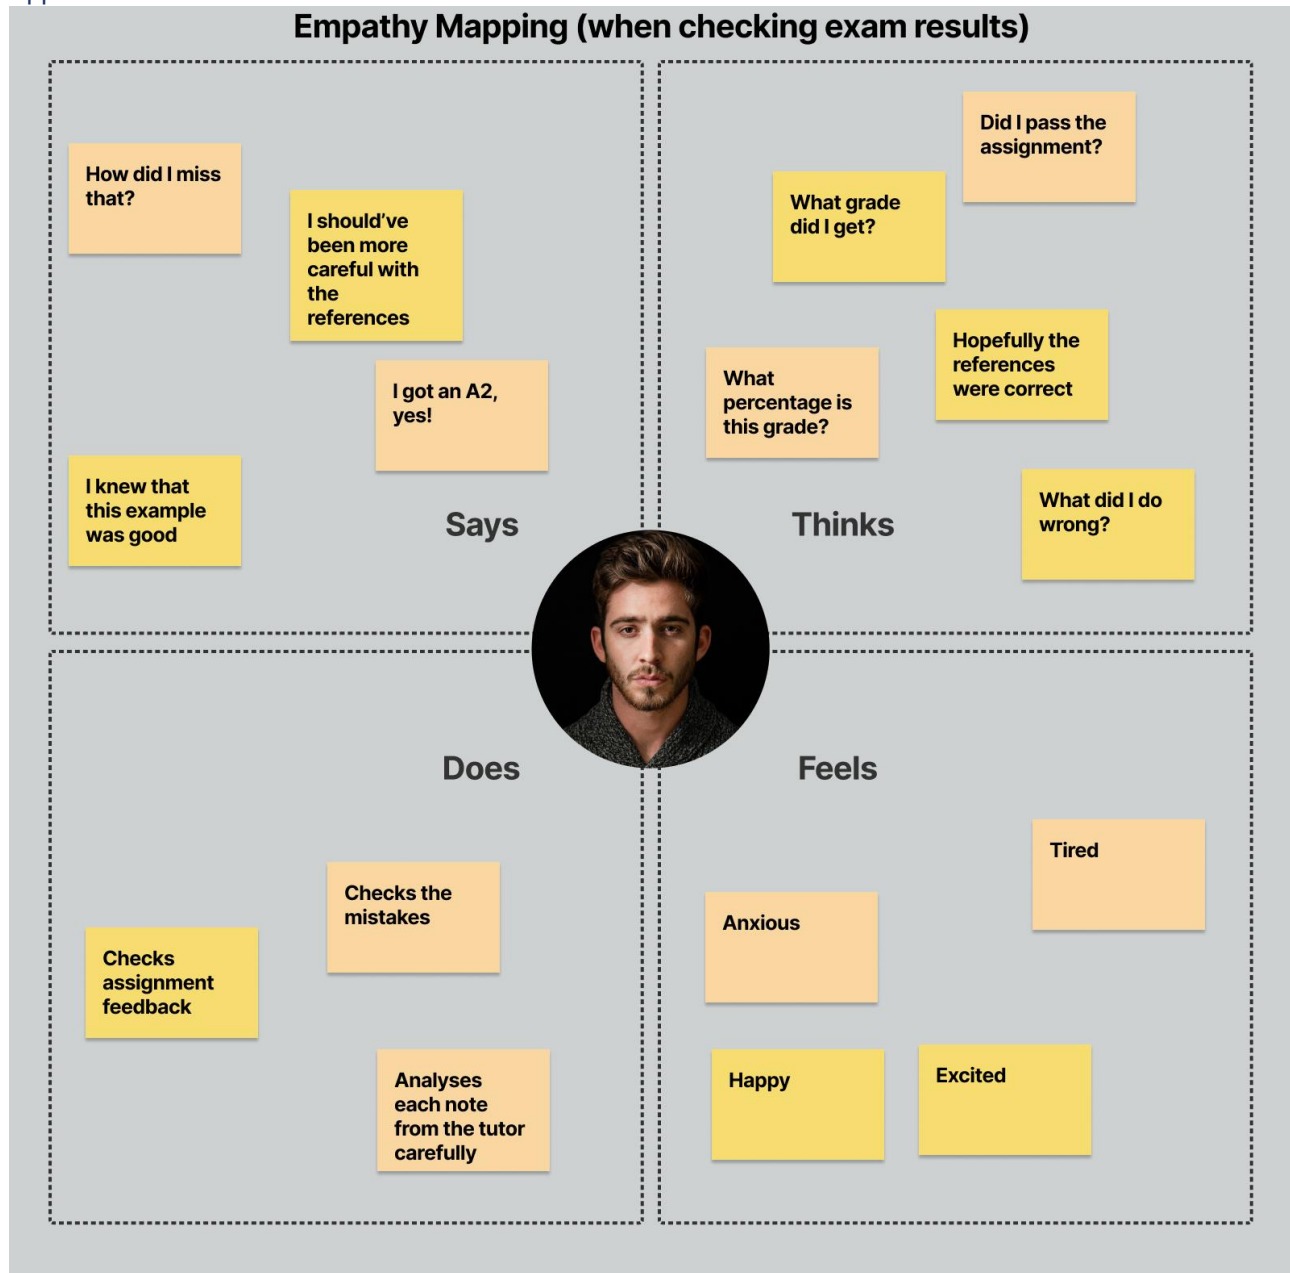 Empathy Mapping (when checking exam results)
How did I miss
that?
I should’ve
been more
careful with
the
references
I got an A2,
yes!
I knew that
this example
was good
Says
Did I pass the
assignment?
What grade
did I get?
Hopefully the
references
were correct
What
percentage is
this grade?
What did I do
wrong?
Thinks
Does
Checks the
mistakes
Checks
assignment
feedback
Analyses
each note
from the tutor
carefully
Feels
Tired
Anxious
Happy
Excited